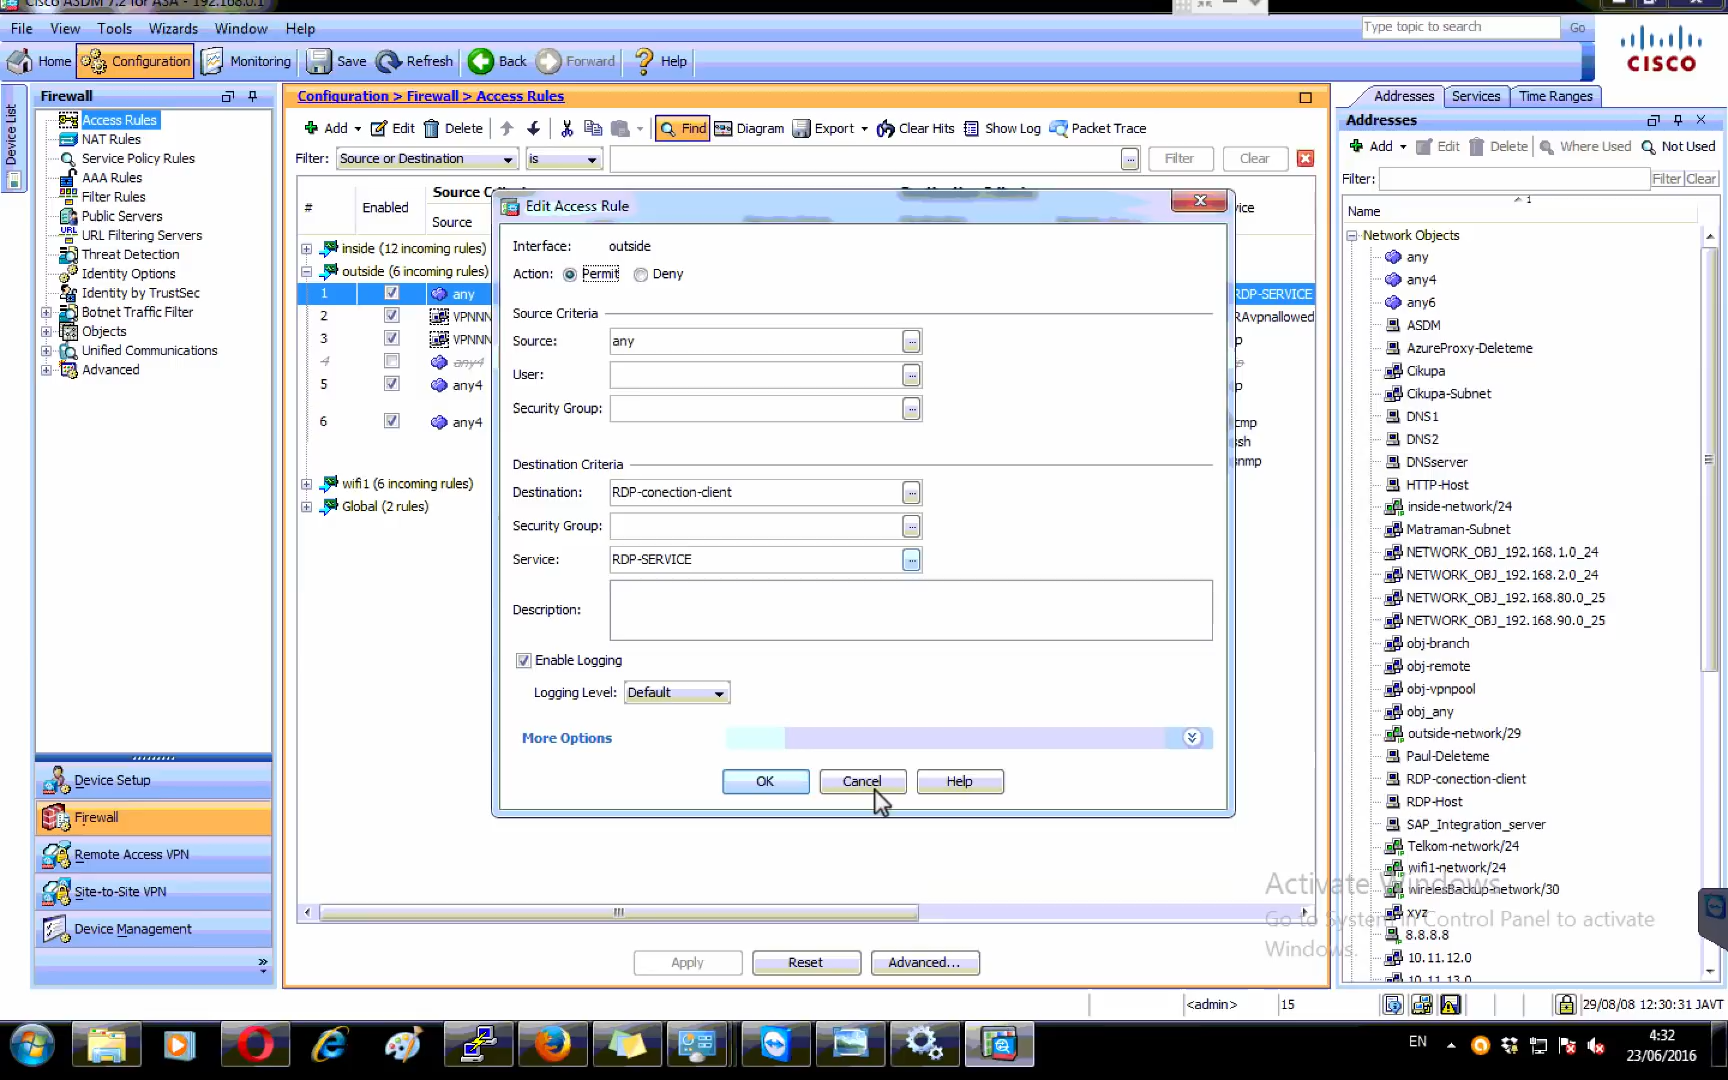 Cisco ASDM 7.2 for ASA - 192.168.0.1
File View Tools Wizards Window Help
Type topic to search Go
Home Configuration Monitoring Save Refresh Back Forward Help
CISCO
Device List
Firewall
Access Rules
NAT Rules
Service Policy Rules
AAA Rules
Filter Rules
Public Servers
URL Filtering Servers
Threat Detection
Identity Options
Identity by TrustSec
Botnet Traffic Filter
Objects
Unified Communications
Advanced
Device Setup
Firewall
Remote Access VPN
Site-to-Site VPN
Device Management
Configuration > Firewall > Access Rules
Add Edit Delete Find Diagram Export Clear Hits Show Log Packet Trace
Filter: Source or Destination is ... Filter Clear
# Enabled Source
inside (12 incoming rules)
outside (6 incoming rules)
1 any RDP-SERVICE
2 VPNNN RAvpnallowed
3 VPNNN
4 any4
5 any4
6 any4
wifi1 (6 incoming rules)
Global (2 rules)
Edit Access Rule
Interface: outside
Action: Permit Deny
Source Criteria
Source: any ...
User: ...
Security Group: ...
Destination Criteria
Destination: RDP-conection-client ...
Security Group: ...
Service: RDP-SERVICE ...
Description:
Enable Logging
Logging Level: Default
More Options
OK Cancel Help
Apply Reset Advanced...
Addresses Services Time Ranges
Addresses
Add Edit Delete Where Used Not Used
Filter: Filter Clear
Name 1
Network Objects
any
any4
any6
ASDM
AzureProxy-Deleteme
Cikupa
Cikupa-Subnet
DNS1
DNS2
DNSserver
HTTP-Host
inside-network/24
Matraman-Subnet
NETWORK_OBJ_192.168.1.0_24
NETWORK_OBJ_192.168.2.0_24
NETWORK_OBJ_192.168.80.0_25
NETWORK_OBJ_192.168.90.0_25
obj-branch
obj-remote
obj-vpnpool
obj_any
outside-network/29
Paul-Deleteme
RDP-conection-client
RDP-Host
SAP_Integration_server
Telkom-network/24
wifi1-network/24
wirelesBackup-network/30
xyz
8.8.8.8
10.11.12.0
10.11.13.0
Activate Windows
Go to System in Control Panel to activate
Windows.
<admin> 15 29/08/08 12:30:31 JAVT
EN
4:32
23/06/2016